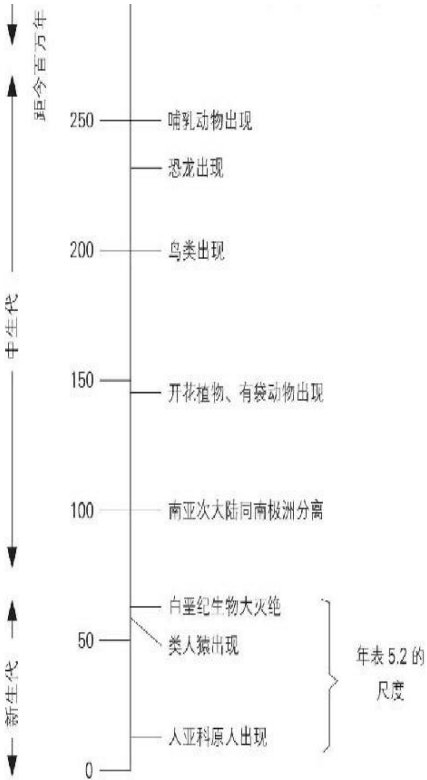 距今百万年
250
哺乳动物出现
恐龙出现
200
鸟类出现
中生代
150
开花植物、有袋动物出现
100
南亚次大陆同南极洲分离
白垩纪生物大灭绝
50
类人猿出现
年表 5.2 的
尺度
新生代
人亚科原人出现
0